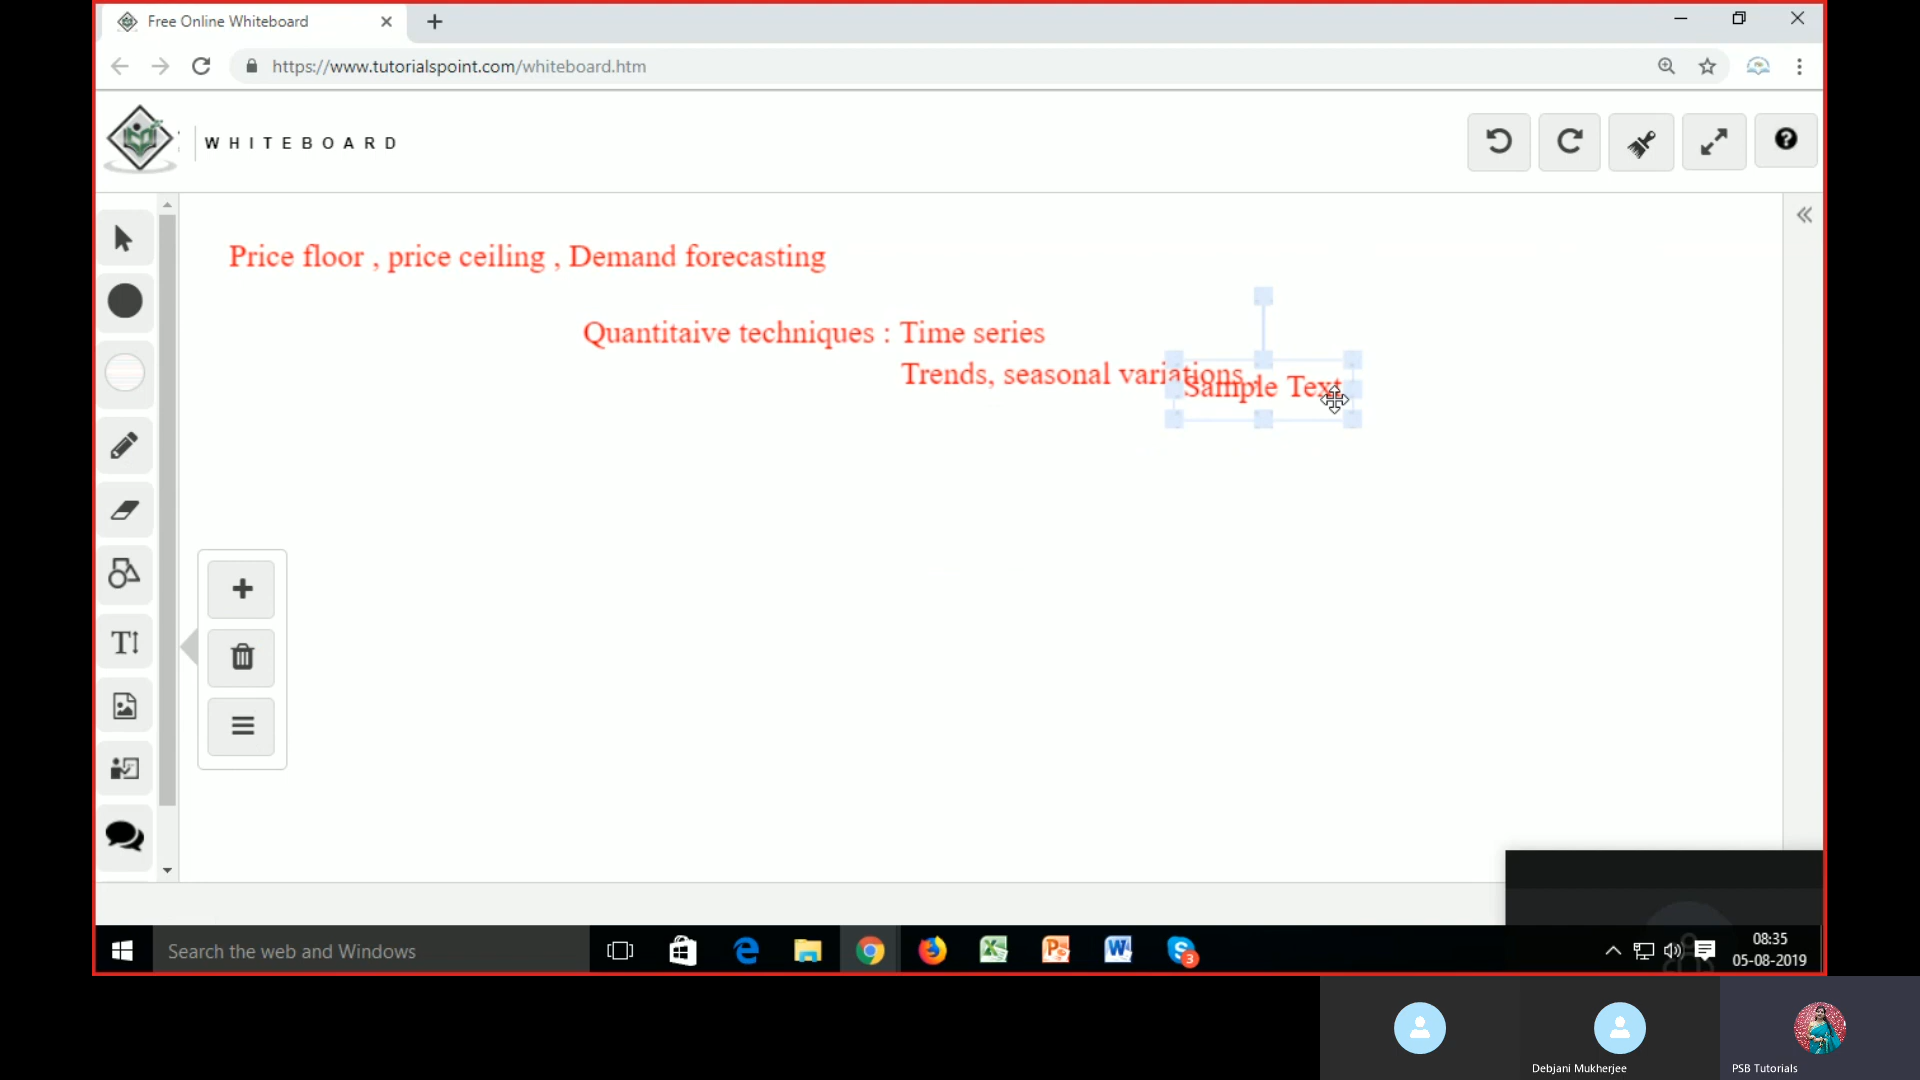 Free Online Whiteboard
https://www.tutorialspoint.com/whiteboard.htm
WHITEBOARD
Price floor , price ceiling , Demand forecasting
Quantitaive techniques : Time series
Trends, seasonal variations ,
Sample Text
T
Search the web and Windows
3
08:35
05-08-2019
Debjani Mukherjee
PSB Tutorials